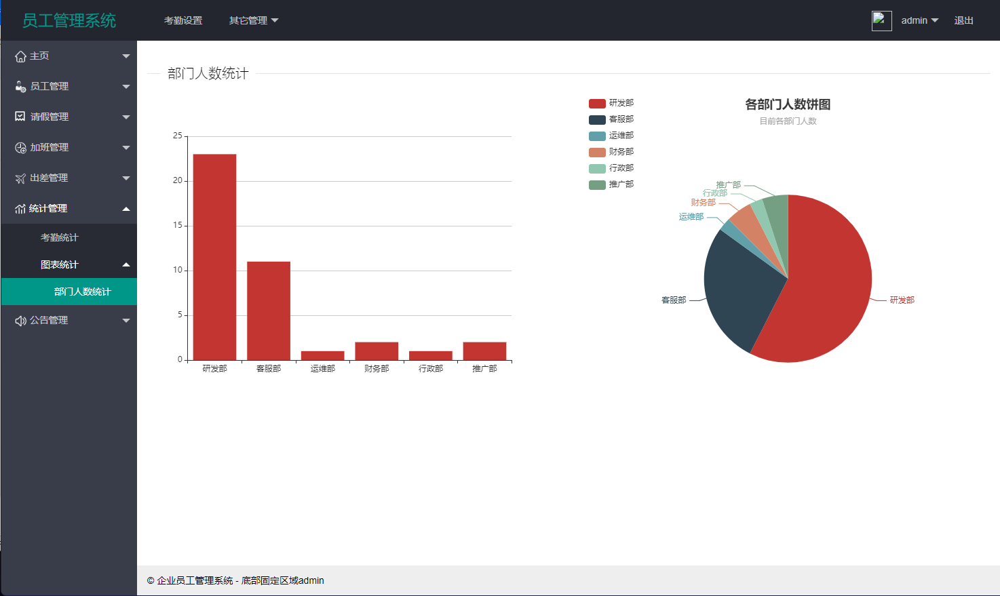 员工管理系统
考勤设置
其它管理
admin
退出
主页
员工管理
请假管理
加班管理
出差管理
统计管理
考勤统计
图表统计
部门人数统计
公告管理
部门人数统计
25
20
15
10
5
0
研发部
客服部
运维部
财务部
行政部
推广部
研发部
客服部
运维部
财务部
行政部
推广部
各部门人数饼图
目前各部门人数
推广部
行政部
财务部
运维部
客服部
研发部
© 企业员工管理系统 - 底部固定区域admin